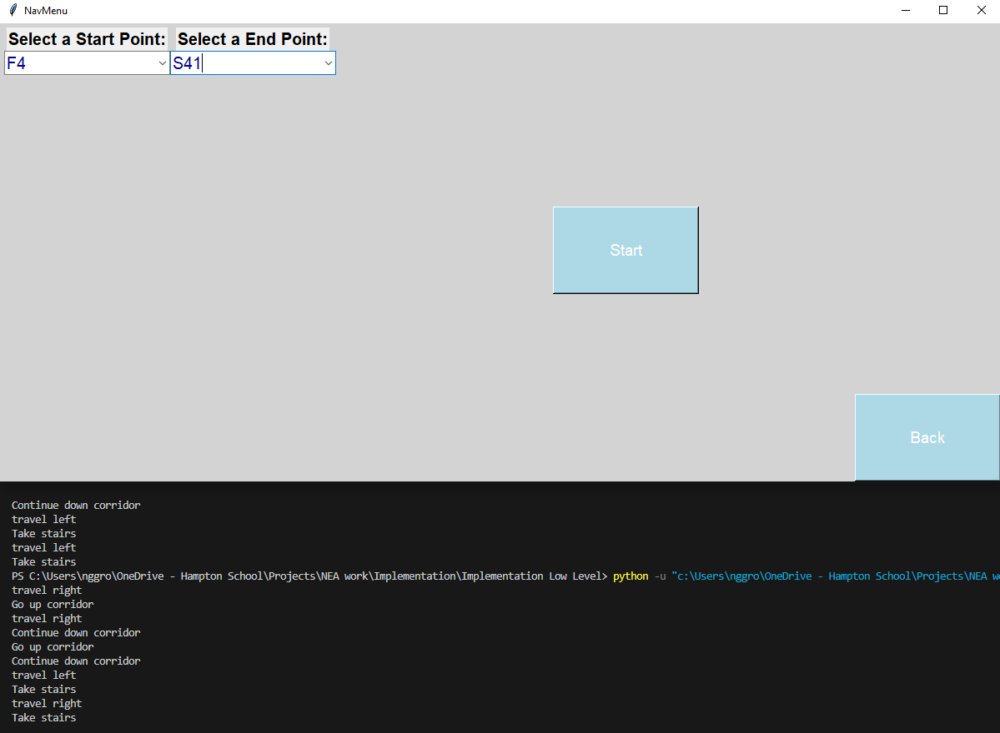 NavMenu
Select a Start Point: Select a End Point:
F4 S41
Start
Back
Continue down corridor
travel left
Take stairs
travel left
Take stairs
PS C:\Users\nggro\OneDrive - Hampton School\Projects\NEA work\Implementation\Implementation Low Level> python -u "c:\Users\nggro\OneDrive - Hampton School\Projects\NEA
travel right
Go up corridor
travel right
Continue down corridor
Go up corridor
Continue down corridor
travel left
Take stairs
travel right
Take stairs